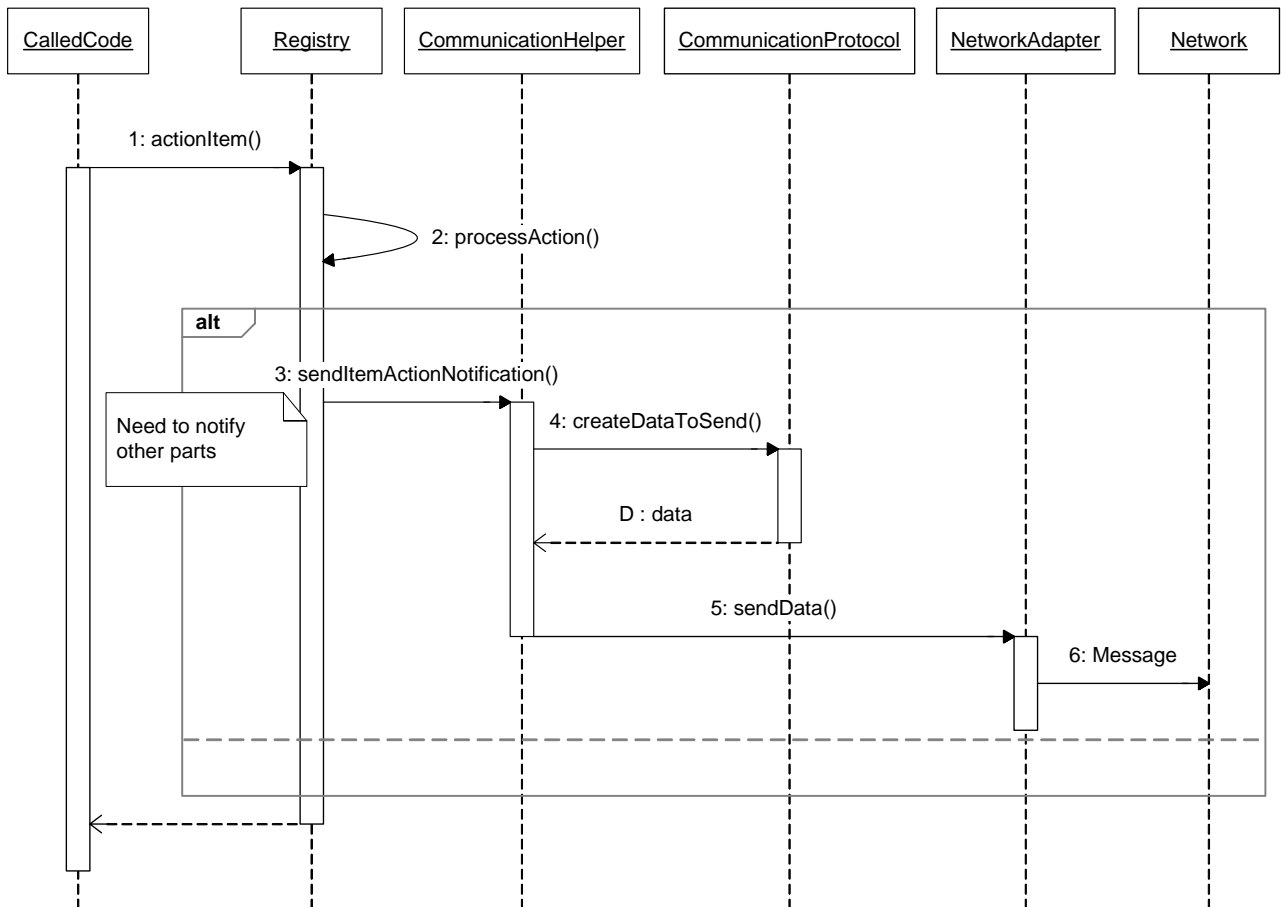 CalledCode
Registry
CommunicationHelper
CommunicationProtocol
NetworkAdapter
Network
1: actionItem()
2: processAction()
alt
3: sendItemActionNotification()
Need to notify
other parts
4: createDataToSend()
D : data
5: sendData()
6: Message